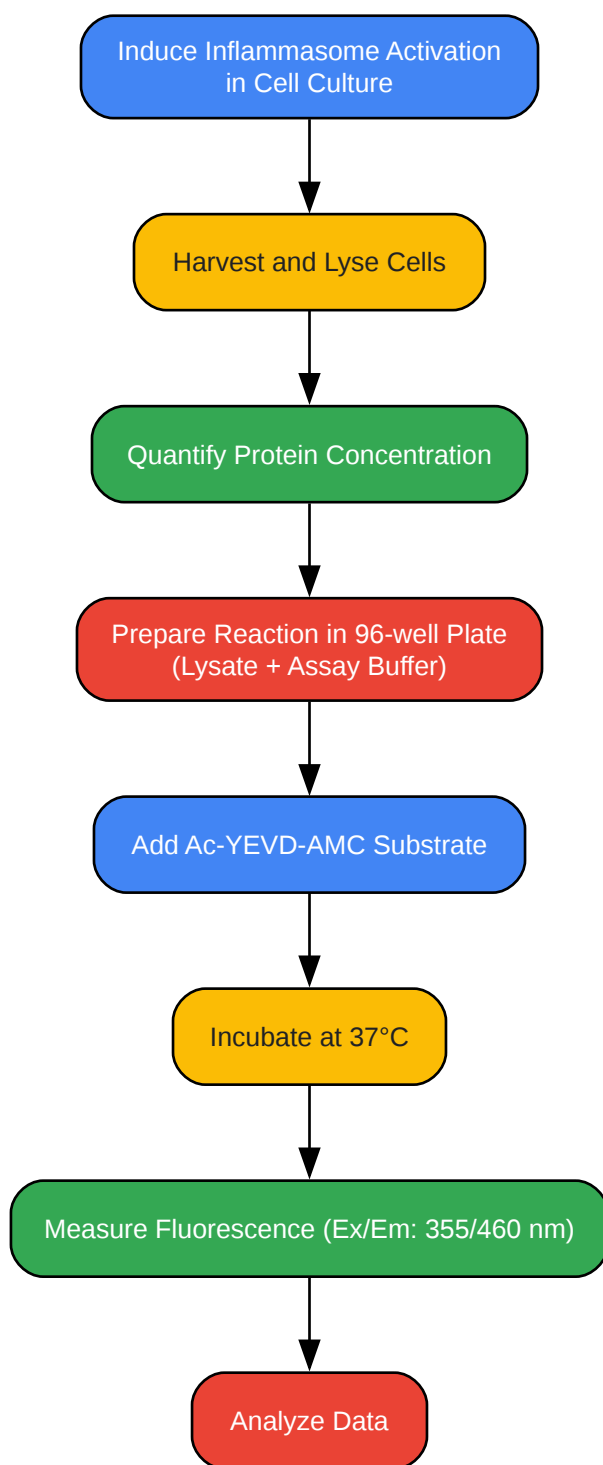 Induce Inflammasome Activation
in Cell Culture
Harvest and Lyse Cells
Quantify Protein Concentration
Prepare Reaction in 96-well Plate
(Lysate + Assay Buffer)
Add Ac-YEVD-AMC Substrate
Incubate at 37°C
Measure Fluorescence (Ex/Em: 355/460 nm)
Analyze Data